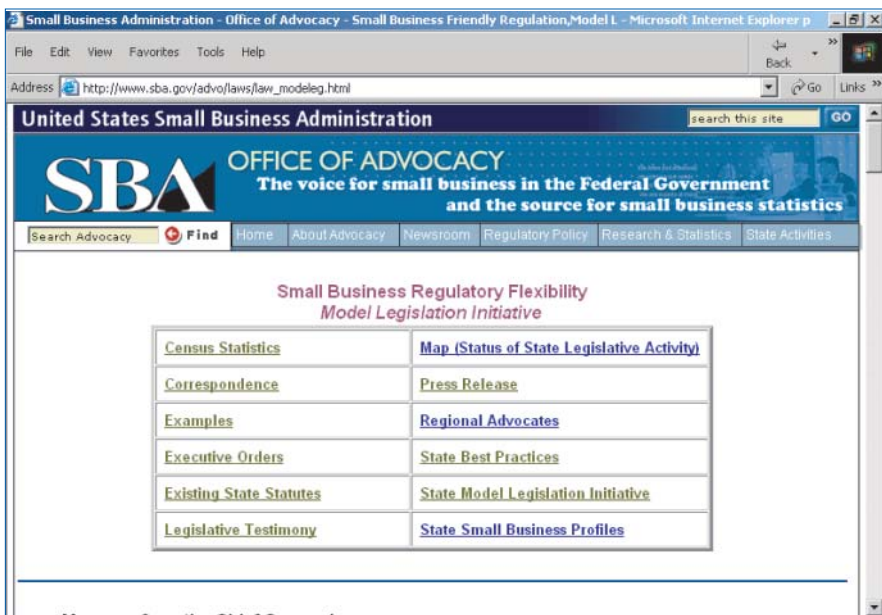 Small Business Administration - Office of Advocacy - Small Business Friendly Regulation,Model L - Microsoft Internet Explorer p
File Edit View Favorites Tools Help
Back
Address http://www.sba.gov/advo/laws/law_modeleg.html Go Links
United States Small Business Administration search this site GO
SBA OFFICE OF ADVOCACY
The voice for small business in the Federal Government
and the source for small business statistics
Search Advocacy Find Home About Advocacy Newsroom Regulatory Policy Research & Statistics State Activities
Small Business Regulatory Flexibility
Model Legislation Initiative
Census Statistics Map (Status of State Legislative Activity)
Correspondence Press Release
Examples Regional Advocates
Executive Orders State Best Practices
Existing State Statutes State Model Legislation Initiative
Legislative Testimony State Small Business Profiles